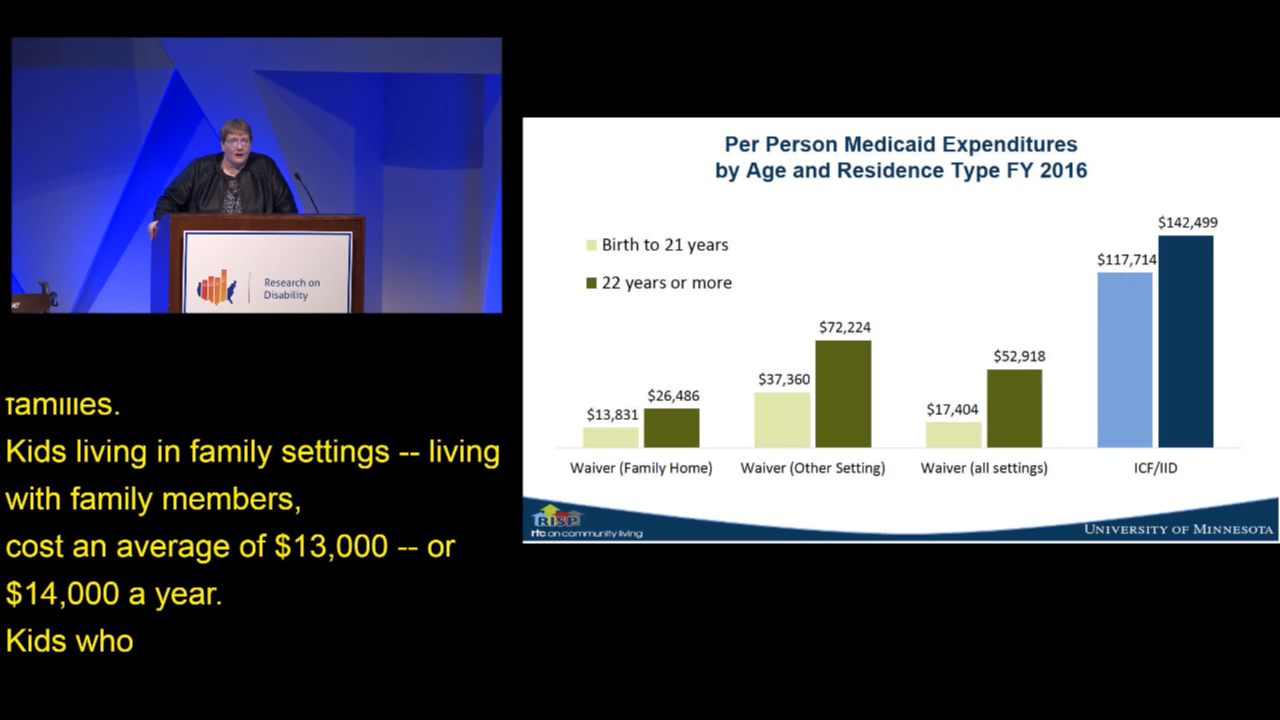 Research on
Disability
families.
Kids living in family settings -- living
with family members,
cost an average of $13,000 -- or
$14,000 a year.
Kids who
Per Person Medicaid Expenditures
by Age and Residence Type FY 2016
Birth to 21 years
22 years or more
$13,831
$26,486
$37,360
$72,224
$17,404
$52,918
$117,714
$142,499
Waiver (Family Home)
Waiver (Other Setting)
Waiver (all settings)
ICF/IID
RISP
rtc on community living
UNIVERSITY OF MINNESOTA